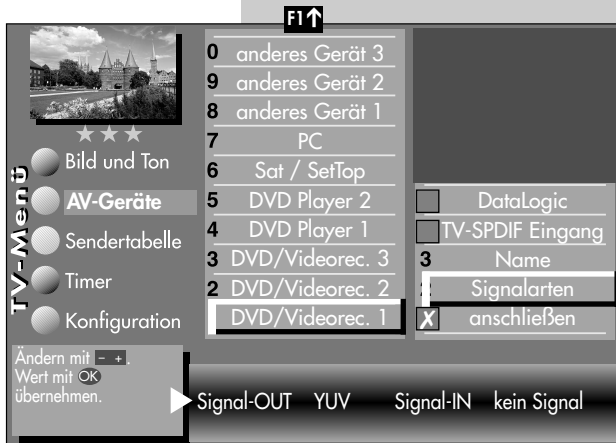 F1↑
TV-Menü
Bild und Ton
AV-Geräte
Sendertabelle
Timer
Konfiguration
0 anderes Gerät 3
9 anderes Gerät 2
8 anderes Gerät 1
7 PC
6 Sat / SetTop
5 DVD Player 2
4 DVD Player 1
3 DVD/Videorec. 3
2 DVD/Videorec. 2
DVD/Videorec. 1
DataLogic
TV-SPDIF Eingang
3 Name
2 Signalarten
X anschließen
Ändern mit - + .
Wert mit OK
übernehmen.
Signal-OUT YUV Signal-IN kein Signal